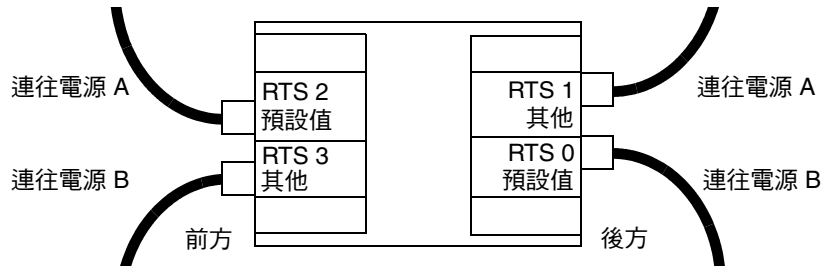 連往電源 A
RTS 2
預設值
RTS 1
其他
連往電源 A
連往電源 B
RTS 3
其他
RTS 0
預設值
連往電源 B
前方
後方